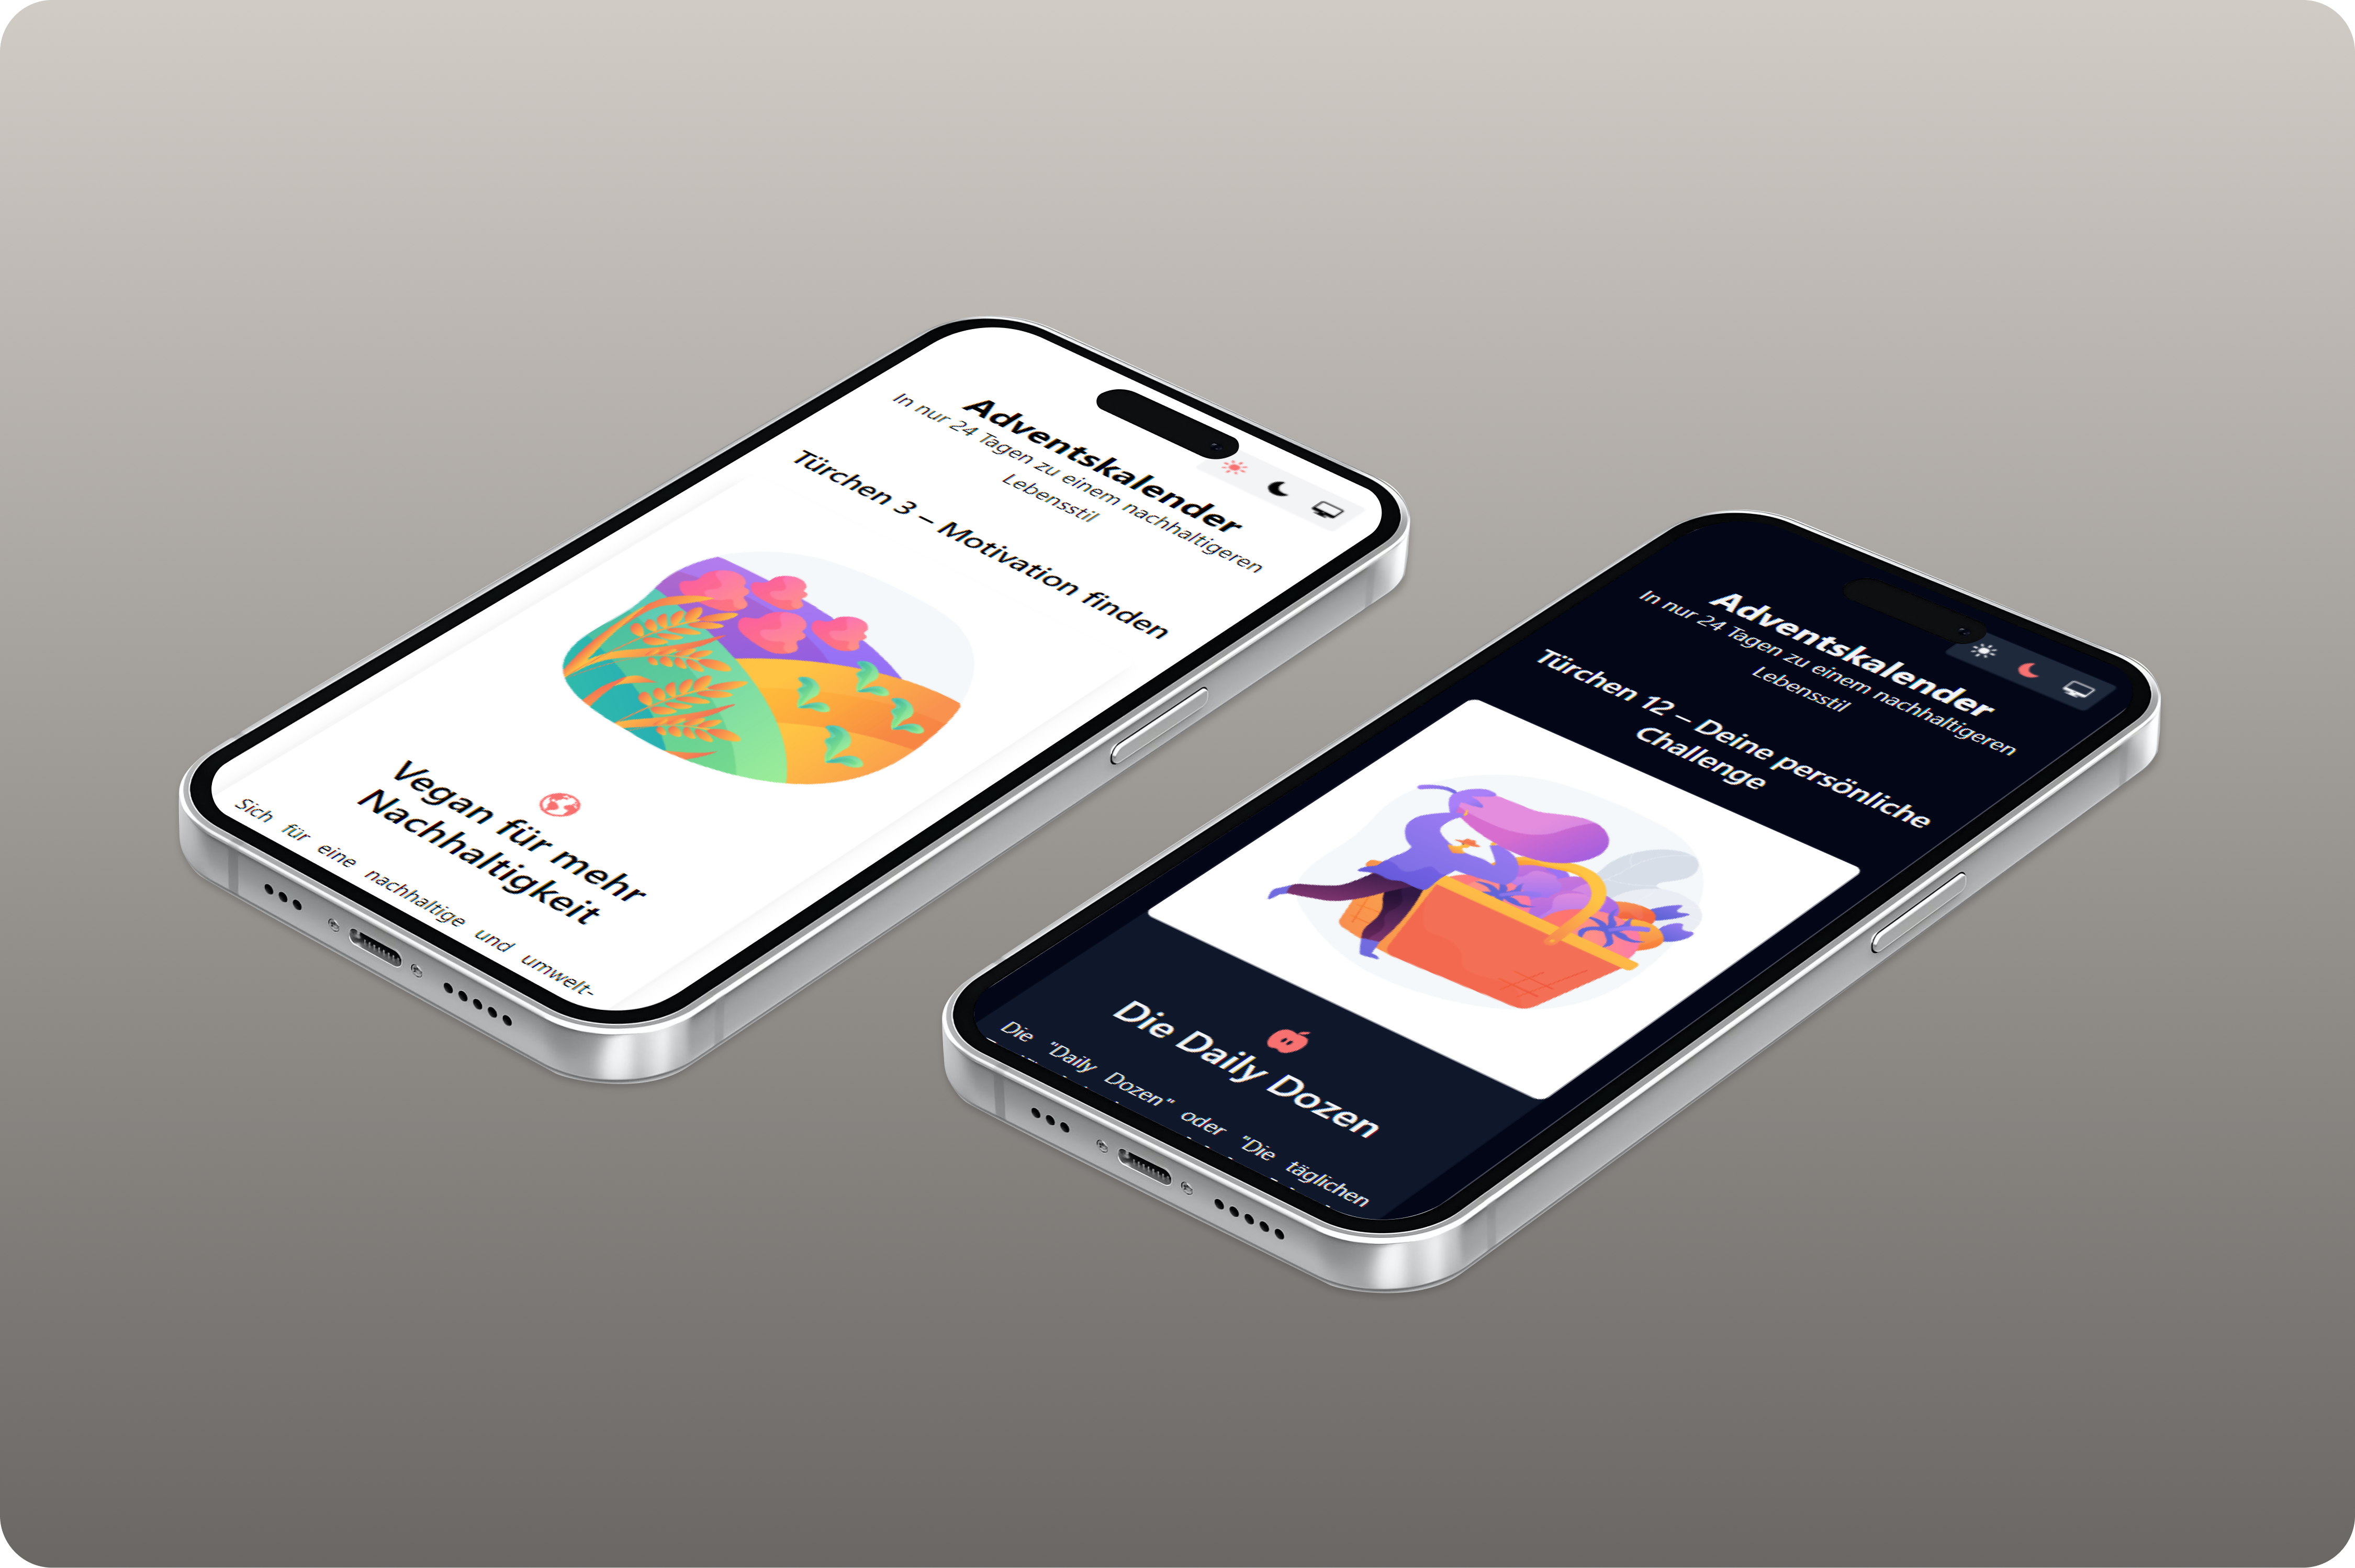 Adventskalender
In nur 24 Tagen zu einem nachhaltigeren
Lebensstil
Türchen 3 – Motivation finden
Vegan für mehr
Nachhaltigkeit
Sich für eine nachhaltige und umwelt-
Adventskalender
In nur 24 Tagen zu einem nachhaltigeren
Lebensstil
Türchen 12 – Deine persönliche
Challenge
Die Daily Dozen
Die "Daily Dozen" oder "Die täglichen